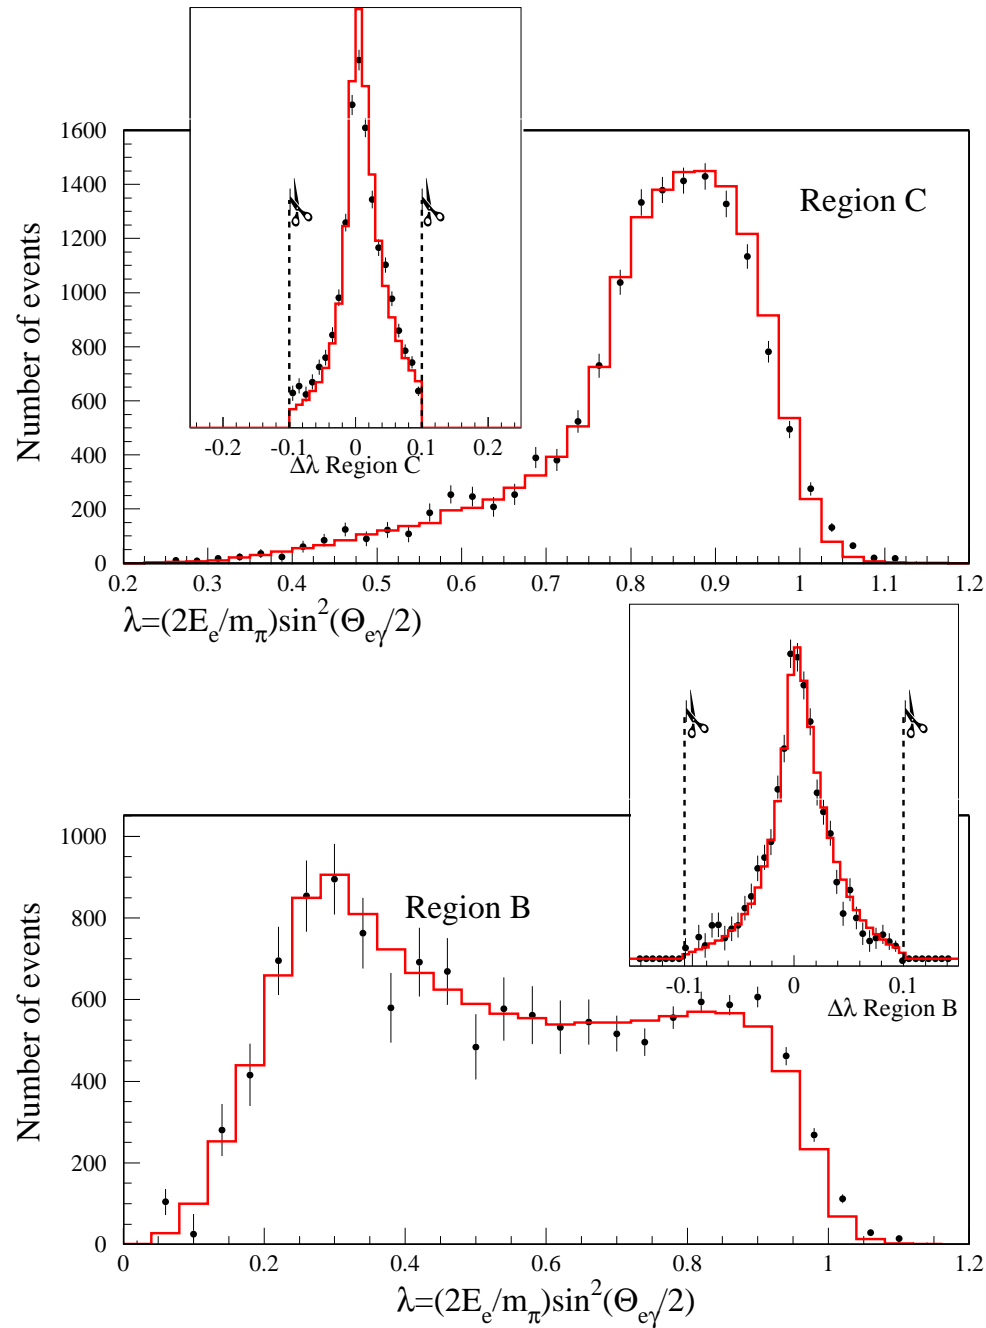 1600
1400
1200
1000
800
600
400
200
0
Number of events
Region C
-0.2 -0.1 0 0.1 0.2
Δλ Region C
0.2 0.3 0.4 0.5 0.6 0.7 0.8 0.9 1 1.1 1.2
λ=(2E_e/m_π)sin²(Θ_eγ/2)
1000
800
600
400
200
0
Number of events
Region B
-0.1 0 0.1
Δλ Region B
0 0.2 0.4 0.6 0.8 1 1.2
λ=(2E_e/m_π)sin²(Θ_eγ/2)